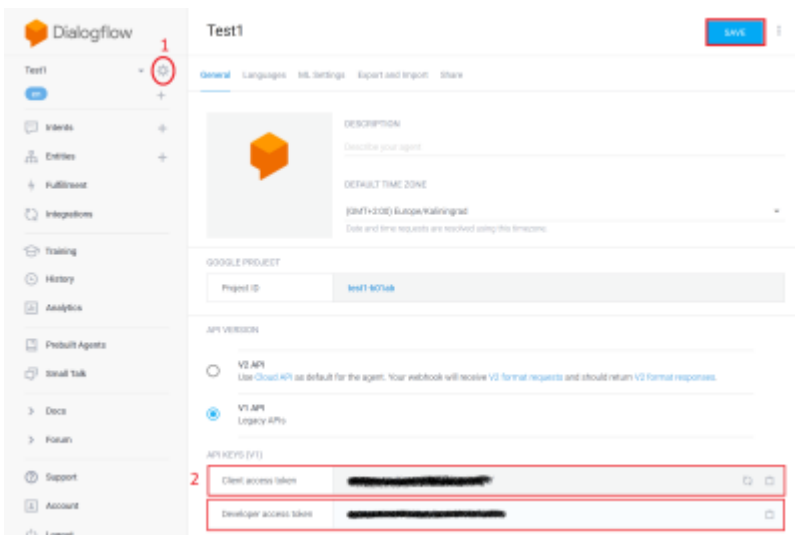 Dialogflow
1
Test1
en
+
Intents
+
Entities
+
Fulfillment
Integrations
Training
History
Analytics
Prebuilt Agents
Small Talk
> Docs
> Forum
Support
Account
Logout
Test1
SAVE
General Languages ML Settings Export and Import Share
DESCRIPTION
Describe your agent
DEFAULT TIME ZONE
(GMT+2:00) Europe/Kaliningrad
Date and time requests are resolved using this timezone.
GOOGLE PROJECT
Project ID
API VERSION
V2 API
Use Cloud API as default for the agent. Your webhook will receive V2 format requests and should return V2 format responses.
V1 API
Legacy APIs
API KEYS (V1)
2
Client access token
Developer access token